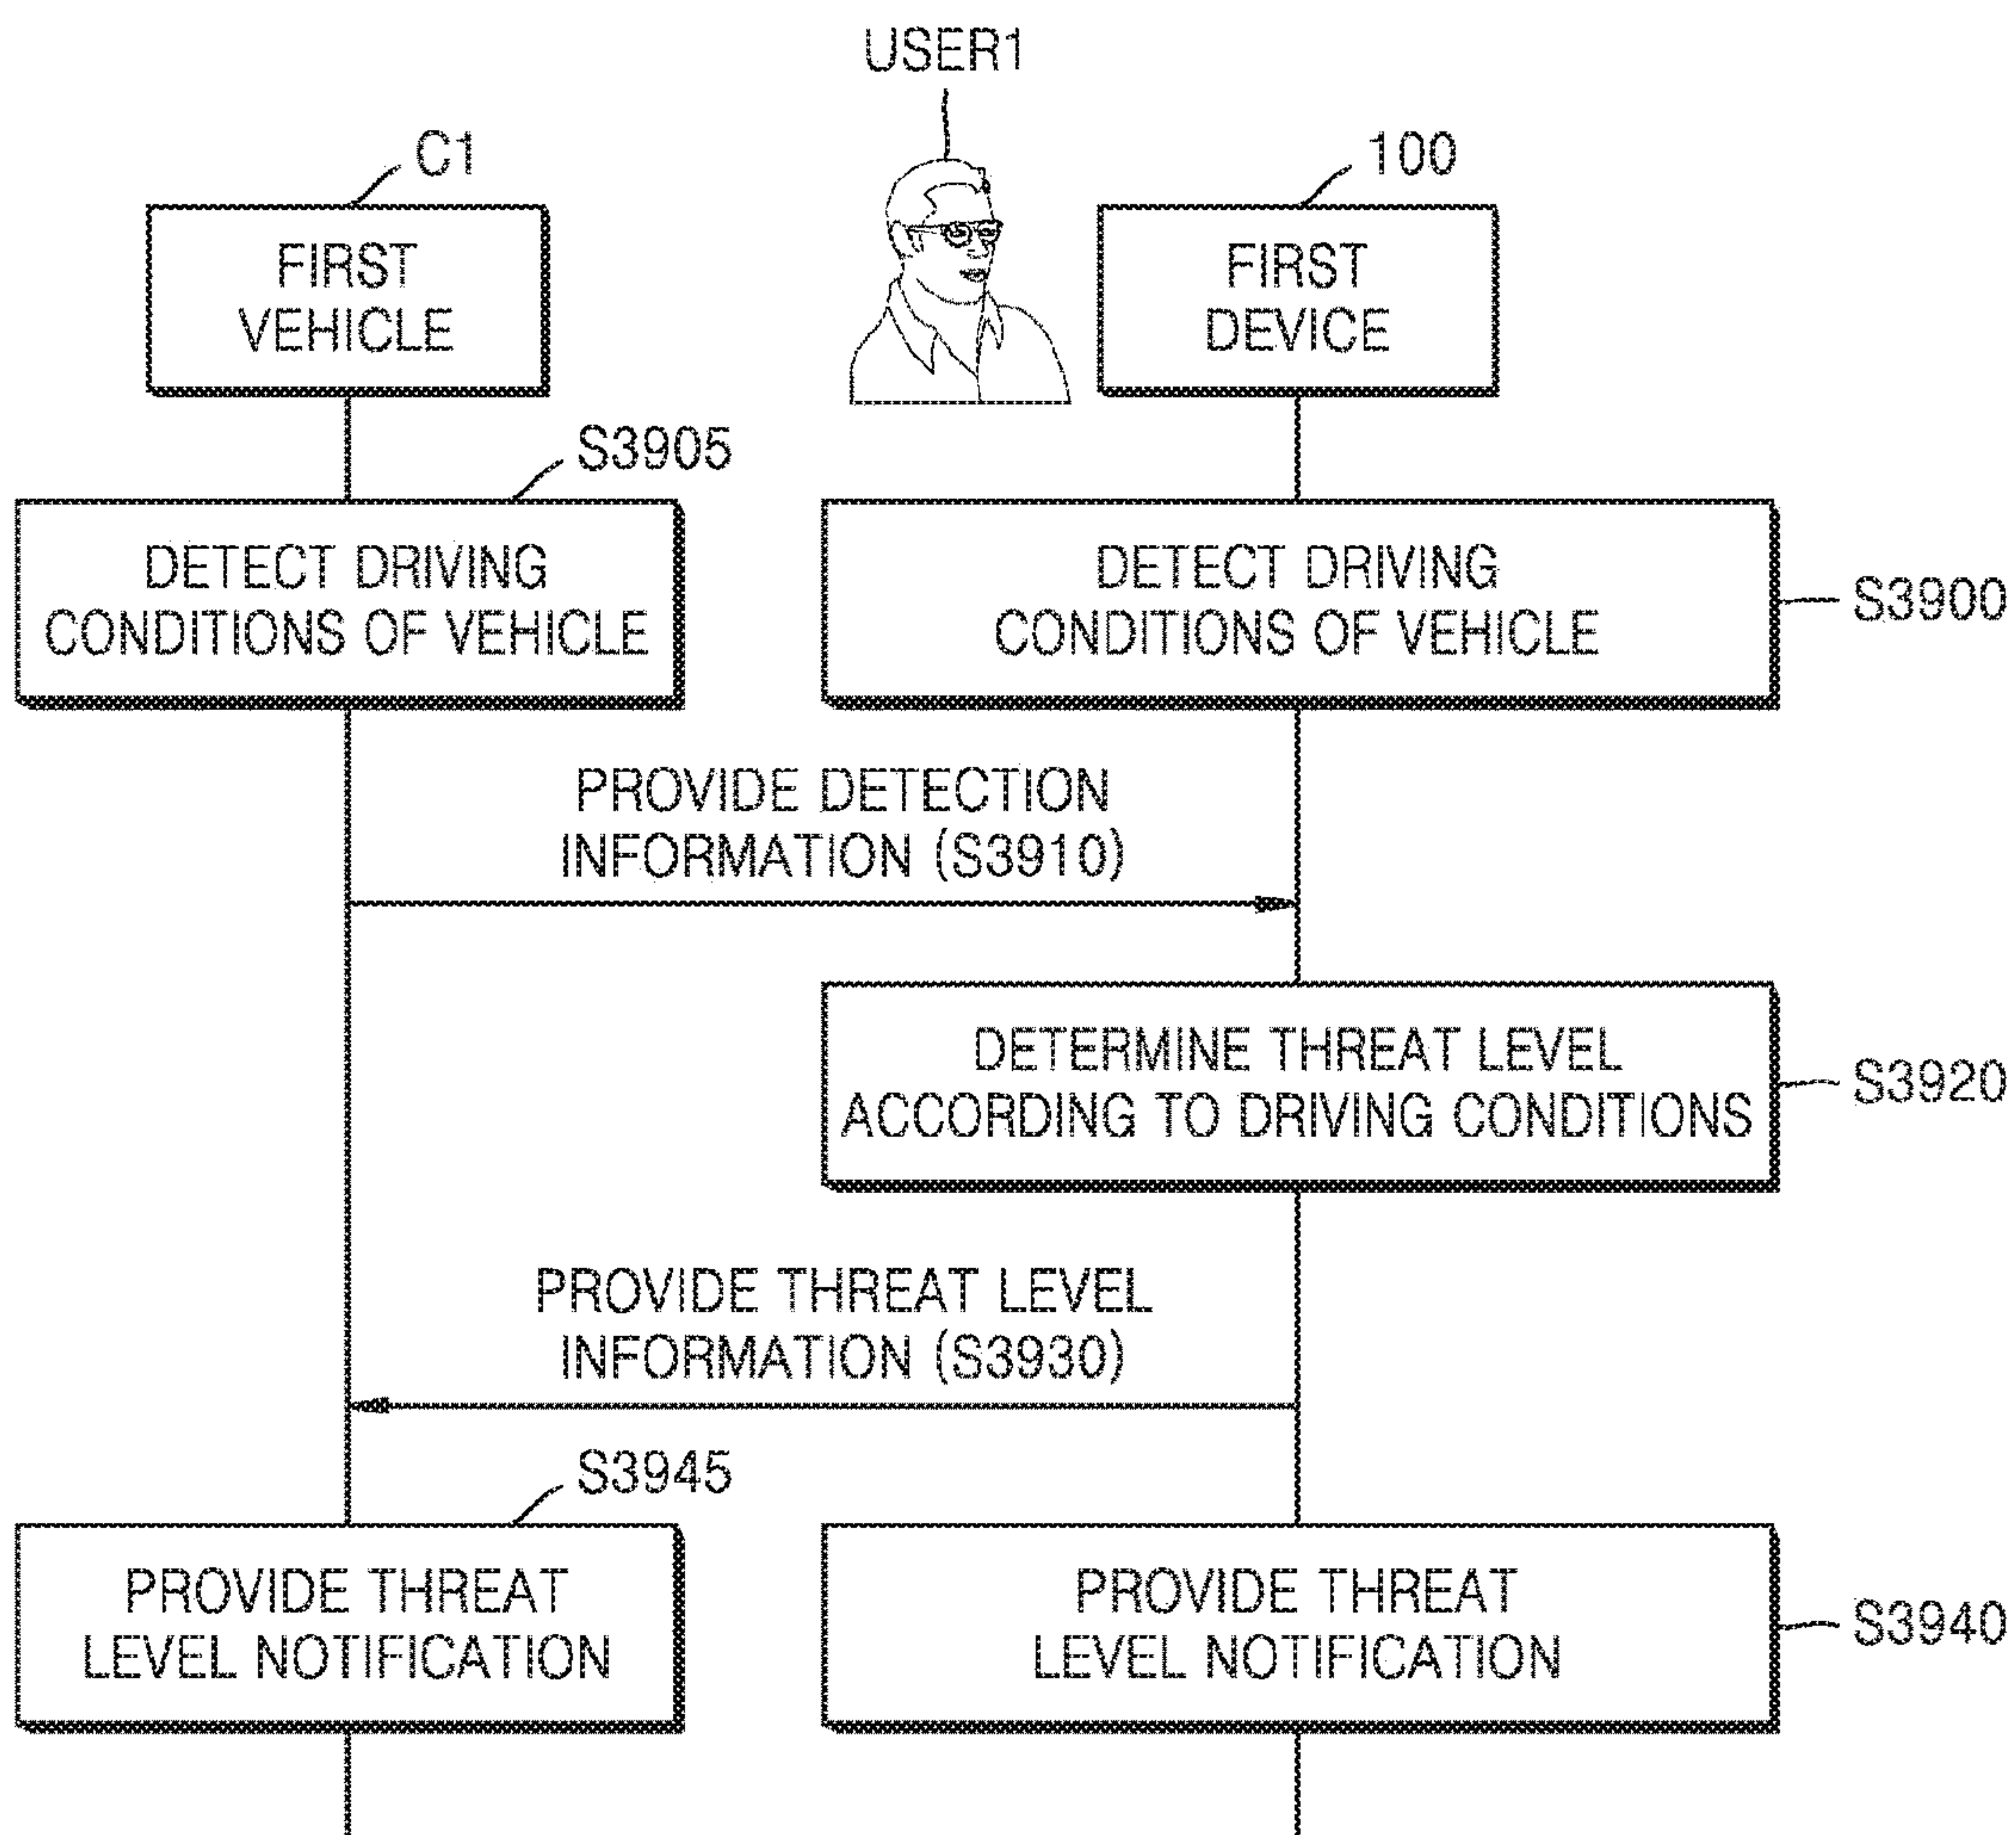 USER1
C1
100
FIRST
VEHICLE
FIRST
DEVICE
S3905
DETECT DRIVING
CONDITIONS OF VEHICLE
DETECT DRIVING
CONDITIONS OF VEHICLE
S3900
PROVIDE DETECTION
INFORMATION (S3910)
DETERMINE THREAT LEVEL
ACCORDING TO DRIVING CONDITIONS
S3920
PROVIDE THREAT LEVEL
INFORMATION (S3930)
S3945
PROVIDE THREAT
LEVEL NOTIFICATION
PROVIDE THREAT
LEVEL NOTIFICATION
S3940